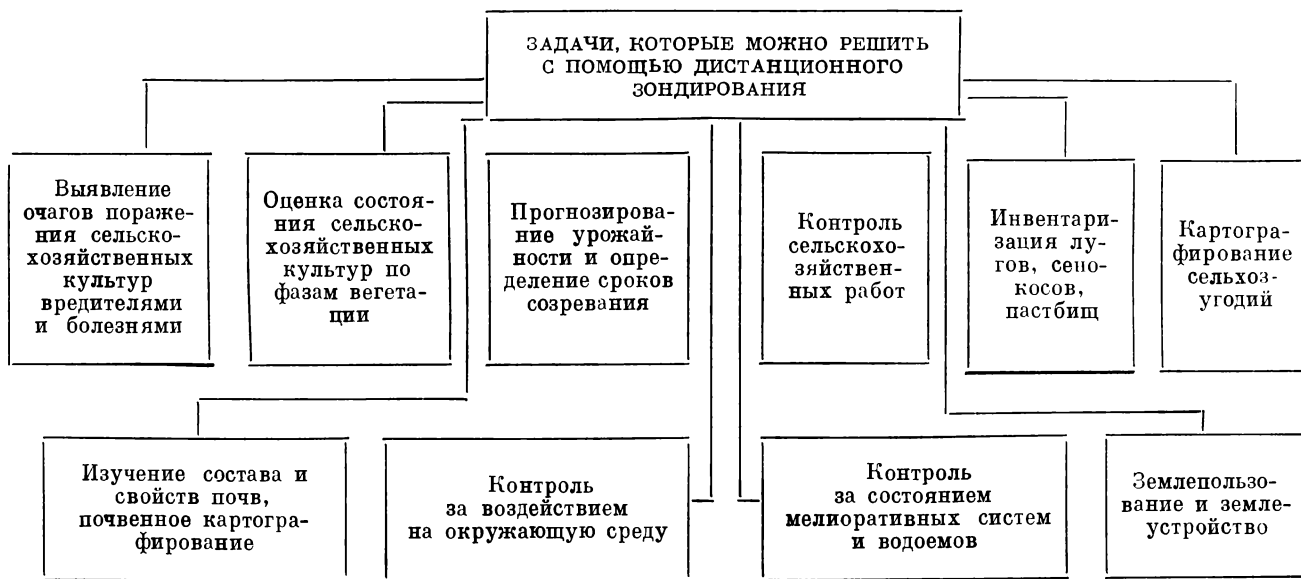 ЗАДАЧИ, КОТОРЫЕ МОЖНО РЕШИТЬ
С ПОМОЩЬЮ ДИСТАНЦИОННОГО
ЗОНДИРОВАНИЯ
Выявление
очагов пораже-
ния сельско-
хозяйственных
культур
вредителями
и болезнями
Оценка состоя-
ния сельско-
хозяйственных
культур по
фазам вегета-
ции
Прогнозирова-
ние урожай-
ности и опре-
деление сроков
созревания
Контроль
сельскохо-
зяйствен-
ных работ
Инвентари-
зация лу-
гов, сено-
косов,
пастбищ
Картогра-
фирование
сельхоз-
угодий
Изучение состава и
свойств почв,
почвенное картогра-
фирование
Контроль
за воздействием
на окружающую среду
Контроль
за состоянием
мелиоративных систем
и водоемов
Землепользо-
вание и земле-
устройство